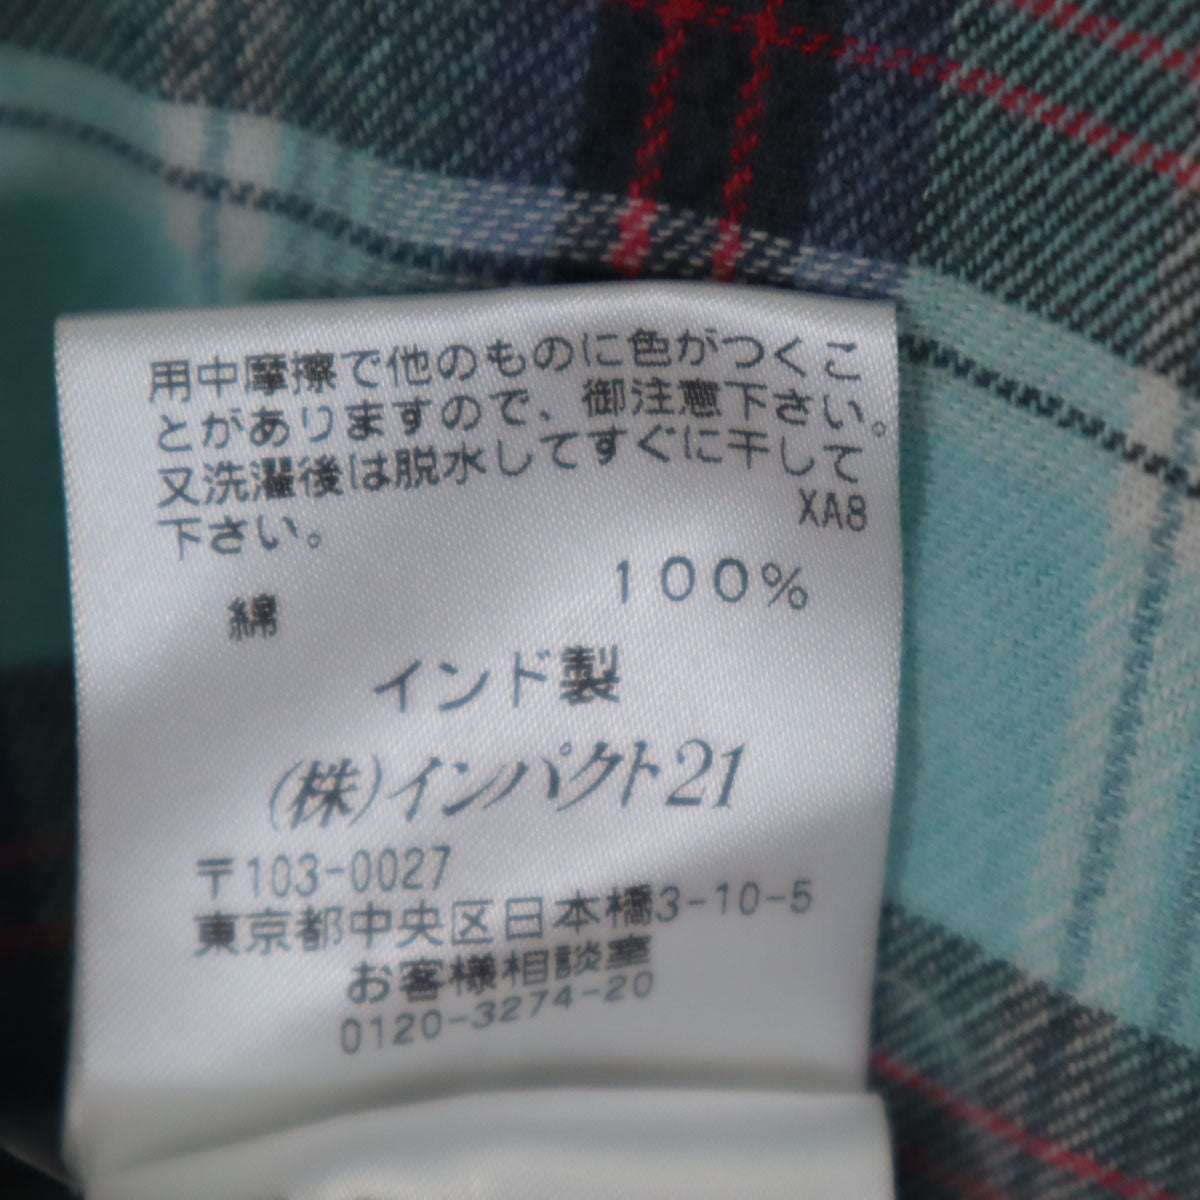 用中摩擦で他のものに色がつくこ
とがありますので、御注意下さい。
又洗濯後は脱水してすぐに干して
下さい。
XA8
綿 100%
インド製
(株)インパクト21
〒103-0027
東京都中央区日本橋3-10-5
お客様相談室
0120-3274-20